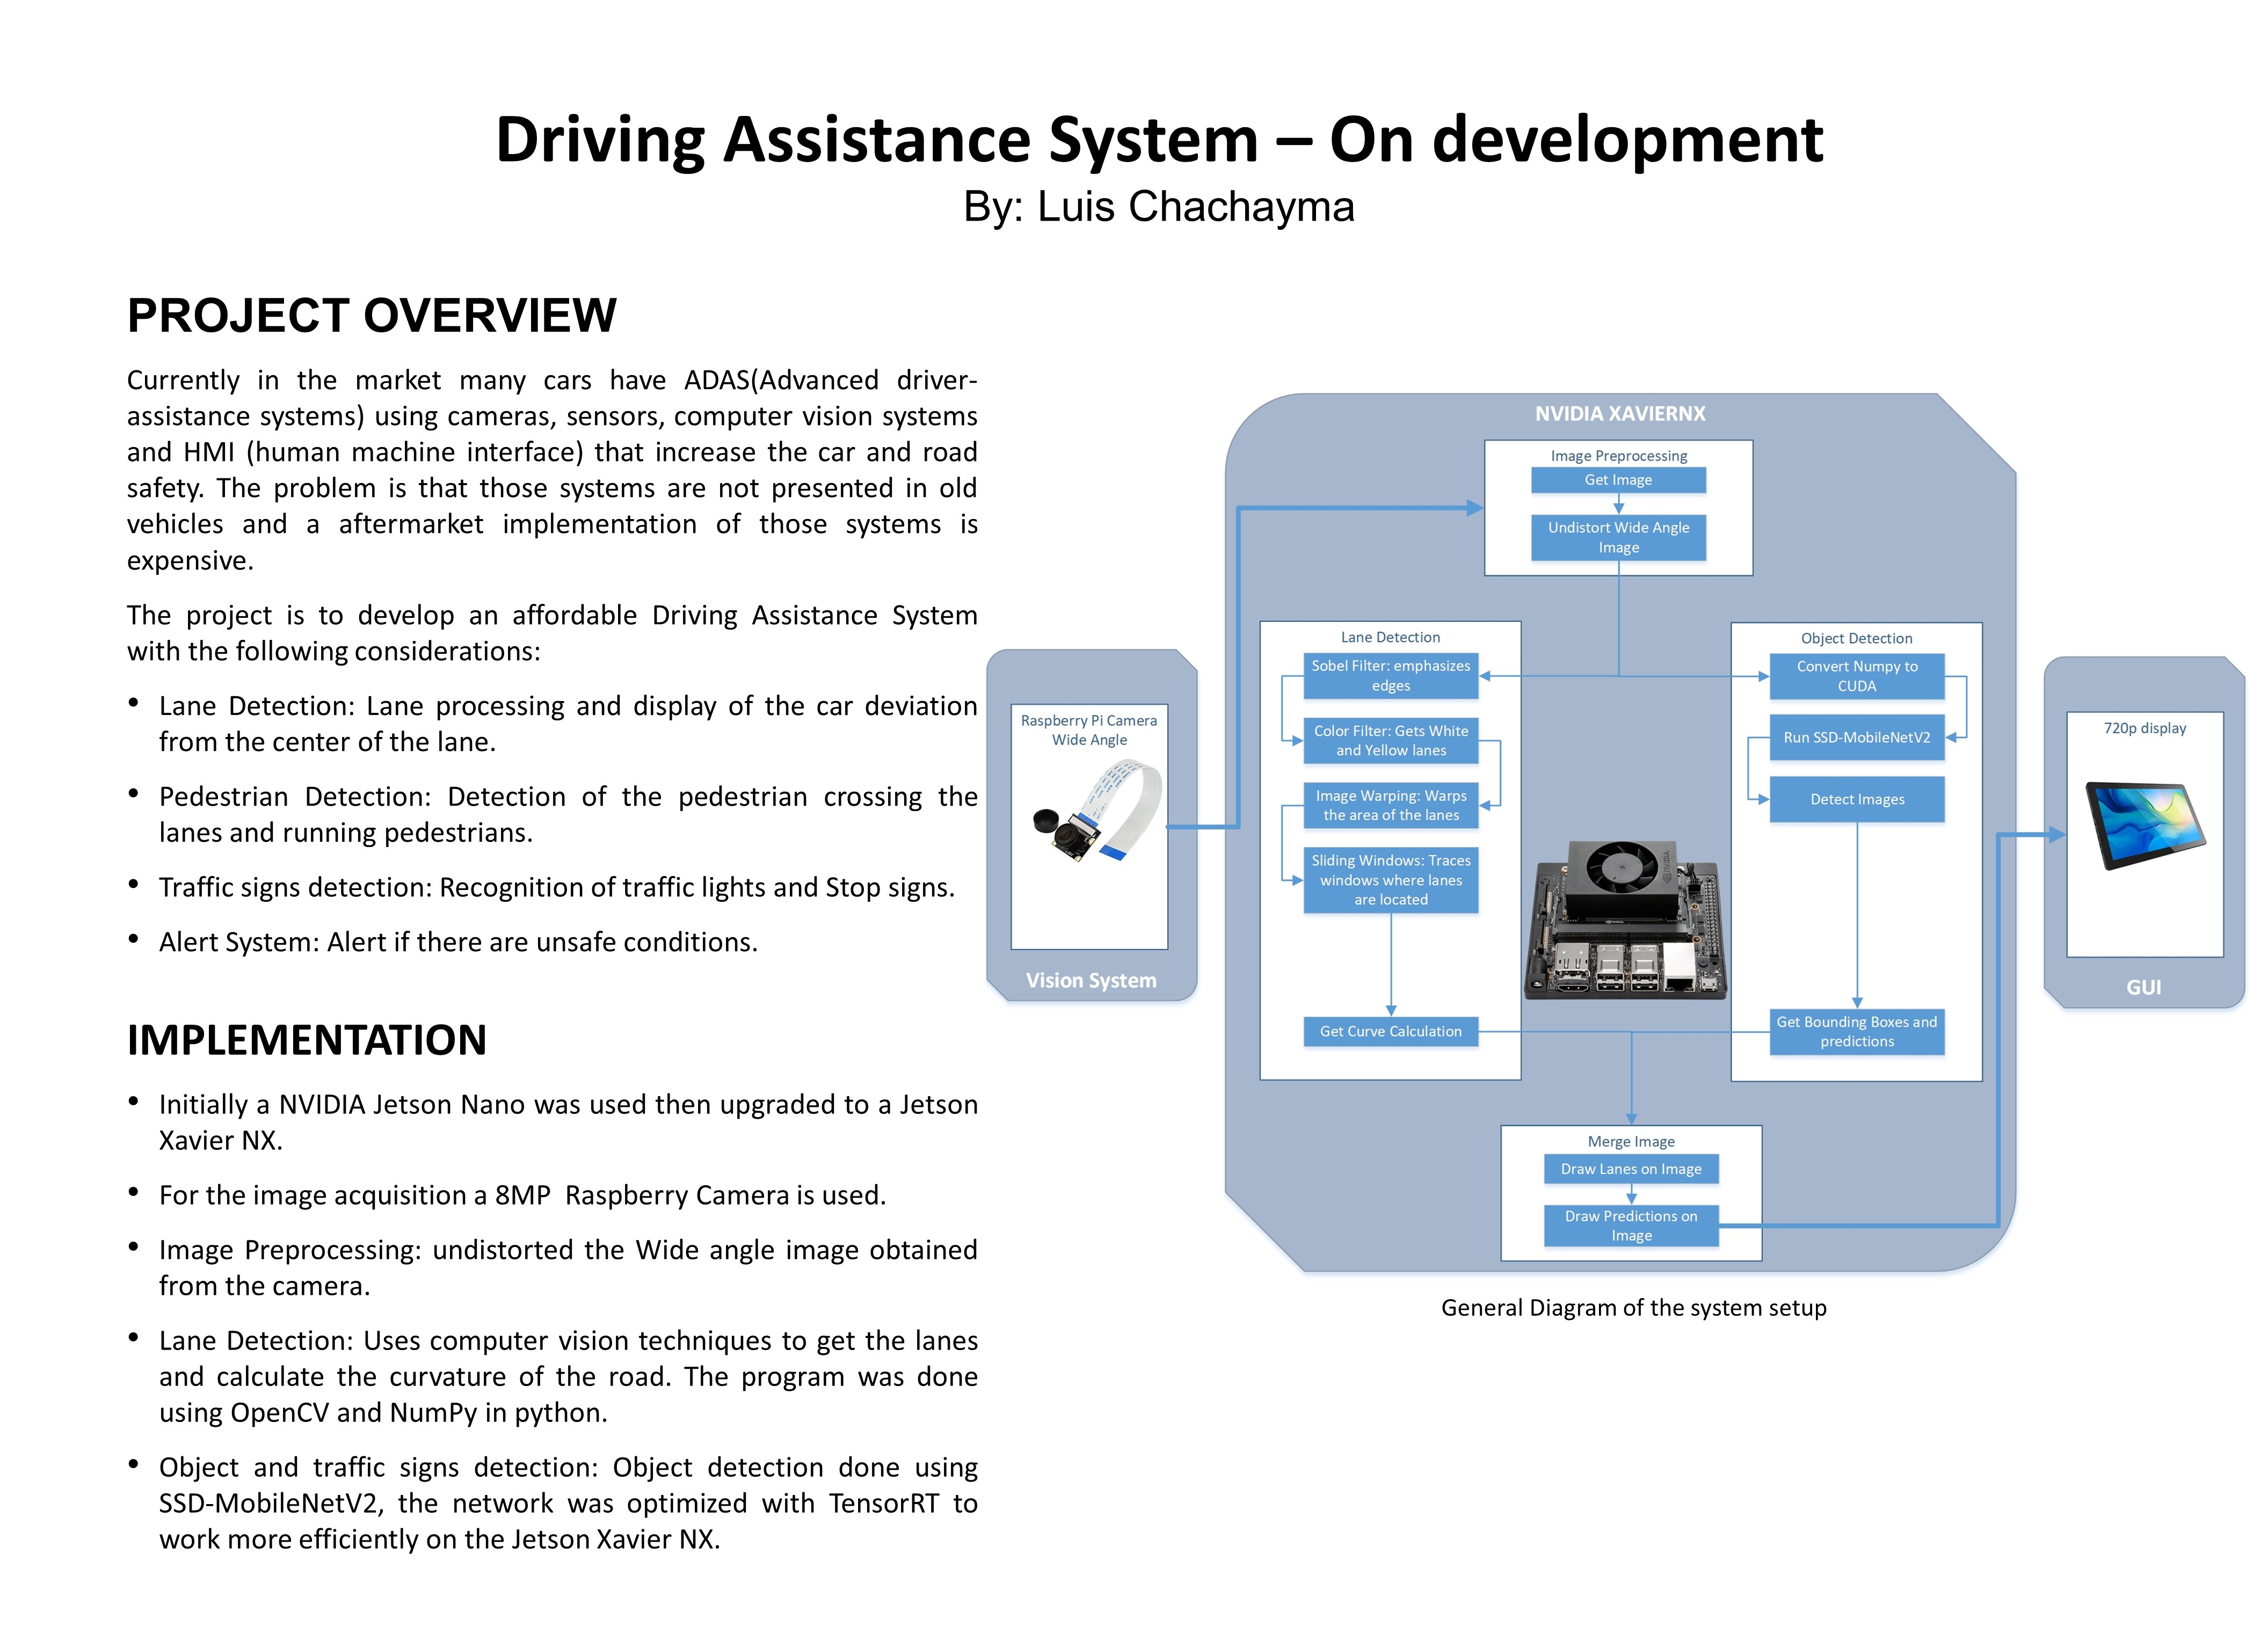 Driving Assistance System – On development
By: Luis Chachayma
PROJECT OVERVIEW
Currently in the market many cars have ADAS(Advanced driver-
assistance systems) using cameras, sensors, computer vision systems
and HMI (human machine interface) that increase the car and road
safety. The problem is that those systems are not presented in old
vehicles and a aftermarket implementation of those systems is
expensive.
The project is to develop an affordable Driving Assistance System
with the following considerations:
• Lane Detection: Lane processing and display of the car deviation
from the center of the lane.
• Pedestrian Detection: Detection of the pedestrian crossing the
lanes and running pedestrians.
• Traffic signs detection: Recognition of traffic lights and Stop signs.
• Alert System: Alert if there are unsafe conditions.
IMPLEMENTATION
• Initially a NVIDIA Jetson Nano was used then upgraded to a Jetson
Xavier NX.
• For the image acquisition a 8MP  Raspberry Camera is used.
• Image Preprocessing: undistorted the Wide angle image obtained
from the camera.
• Lane Detection: Uses computer vision techniques to get the lanes
and calculate the curvature of the road. The program was done
using OpenCV and NumPy in python.
• Object and traffic signs detection: Object detection done using
SSD-MobileNetV2, the network was optimized with TensorRT to
work more efficiently on the Jetson Xavier NX.
Raspberry Pi Camera
Wide Angle
Vision System
NVIDIA XAVIERNX
Image Preprocessing
Get Image
Undistort Wide Angle
Image
Lane Detection
Sobel Filter: emphasizes
edges
Color Filter: Gets White
and Yellow lanes
Image Warping: Warps
the area of the lanes
Sliding Windows: Traces
windows where lanes
are located
Get Curve Calculation
Object Detection
Convert Numpy to
CUDA
Run SSD-MobileNetV2
Detect Images
Get Bounding Boxes and
predictions
NVIDIA
Merge Image
Draw Lanes on Image
Draw Predictions on
Image
720p display
GUI
General Diagram of the system setup